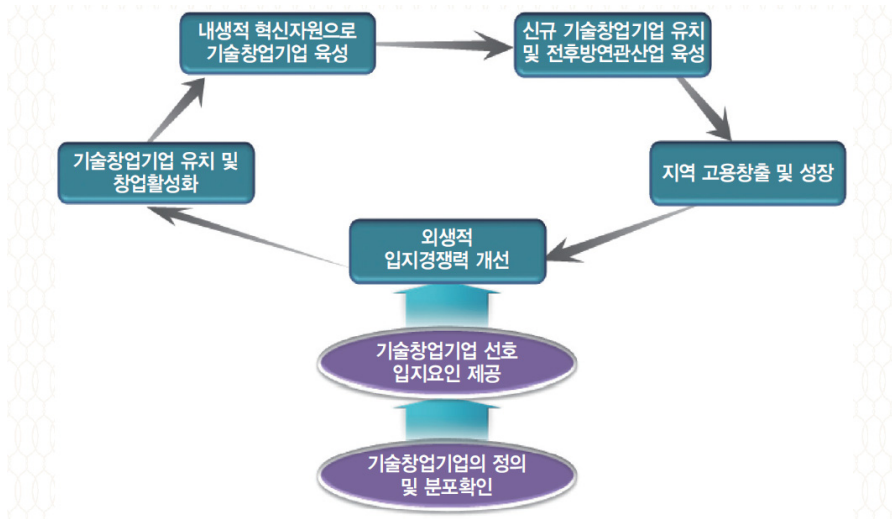 내생적 혁신자원으로
기술창업기업 육성
신규 기술창업기업 유치
및 전후방연관산업 육성
기술창업기업 유치 및
창업활성화
지역 고용창출 및 성장
외생적
입지경쟁력 개선
기술창업기업 선호
입지요인 제공
기술창업기업의 정의
및 분포확인